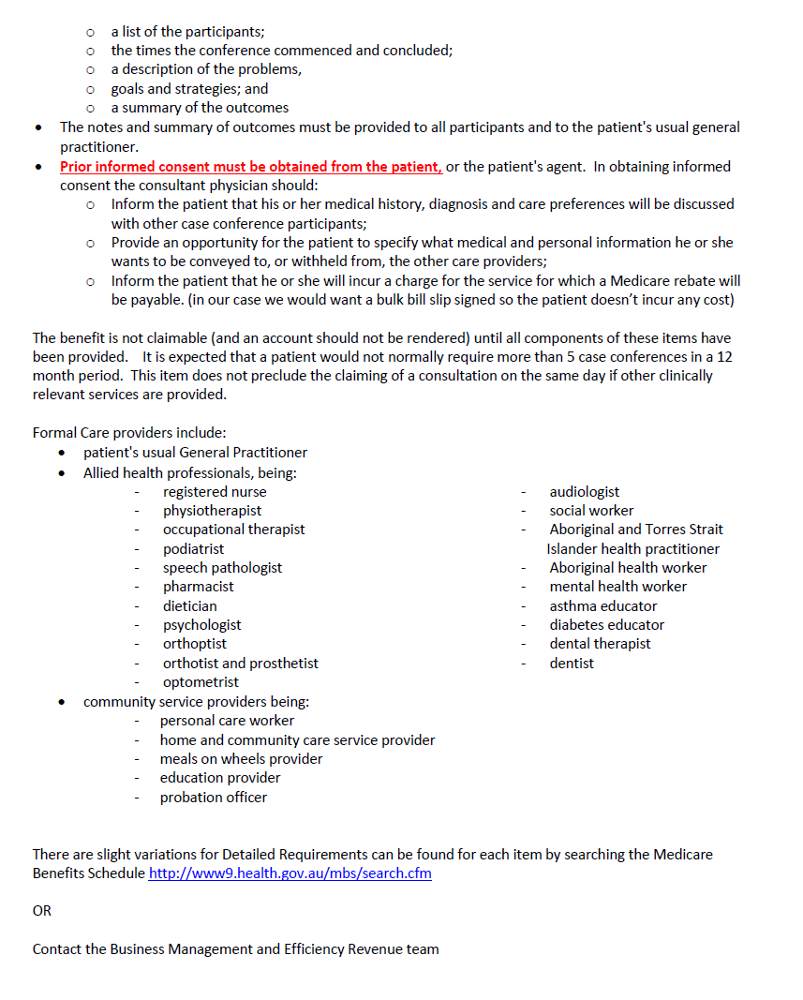 o a list of the participants;
o the times the conference commenced and concluded;
o a description of the problems,
o goals and strategies; and
o a summary of the outcomes
• The notes and summary of outcomes must be provided to all participants and to the patient's usual general
practitioner.
• Prior informed consent must be obtained from the patient, or the patient's agent.  In obtaining informed
consent the consultant physician should:
o Inform the patient that his or her medical history, diagnosis and care preferences will be discussed
with other case conference participants;
o Provide an opportunity for the patient to specify what medical and personal information he or she
wants to be conveyed to, or withheld from, the other care providers;
o Inform the patient that he or she will incur a charge for the service for which a Medicare rebate will
be payable. (in our case we would want a bulk bill slip signed so the patient doesn’t incur any cost)
The benefit is not claimable (and an account should not be rendered) until all components of these items have
been provided.    It is expected that a patient would not normally require more than 5 case conferences in a 12
month period.  This item does not preclude the claiming of a consultation on the same day if other clinically
relevant services are provided.
Formal Care providers include:
• patient's usual General Practitioner
• Allied health professionals, being:
- registered nurse
- physiotherapist
- occupational therapist
- podiatrist
- speech pathologist
- pharmacist
- dietician
- psychologist
- orthoptist
- orthotist and prosthetist
- optometrist
- audiologist
- social worker
- Aboriginal and Torres Strait
Islander health practitioner
- Aboriginal health worker
- mental health worker
- asthma educator
- diabetes educator
- dental therapist
- dentist
• community service providers being:
- personal care worker
- home and community care service provider
- meals on wheels provider
- education provider
- probation officer
There are slight variations for Detailed Requirements can be found for each item by searching the Medicare
Benefits Schedule http://www9.health.gov.au/mbs/search.cfm
OR
Contact the Business Management and Efficiency Revenue team